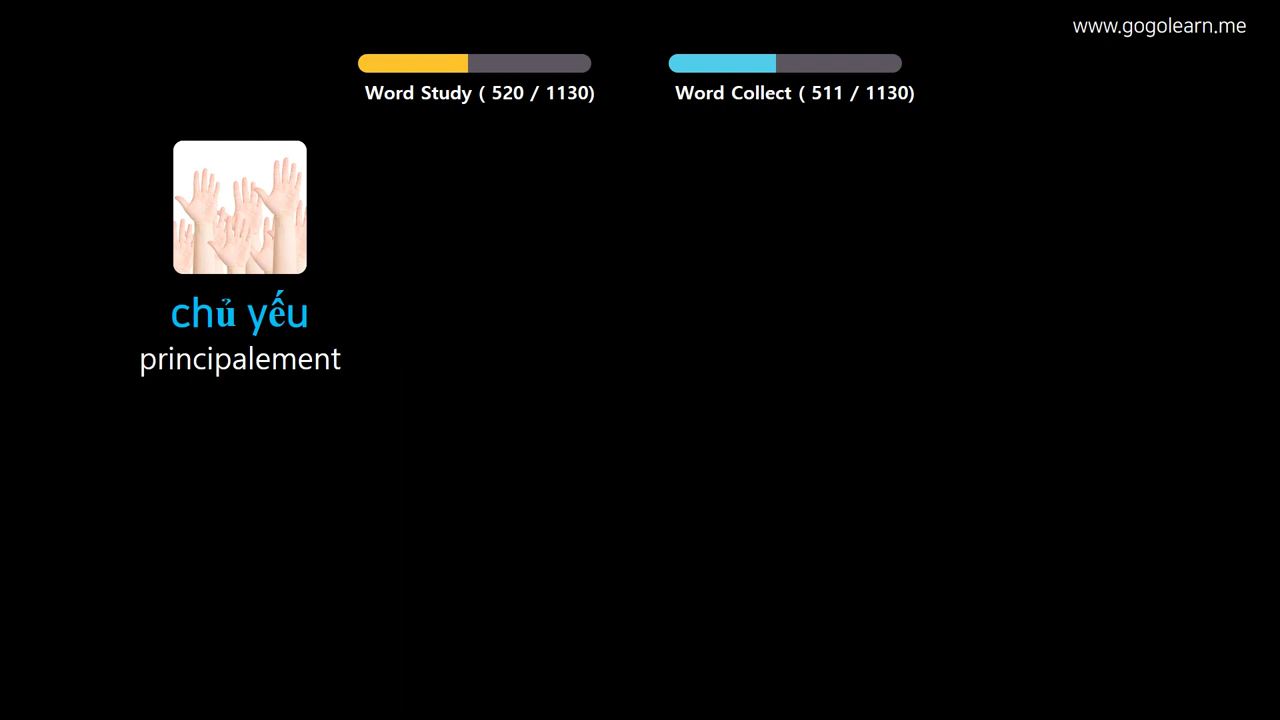 www.gogolearn.me
Word Study ( 520 / 1130)
Word Collect ( 511 / 1130)
chủ yếu
principalement